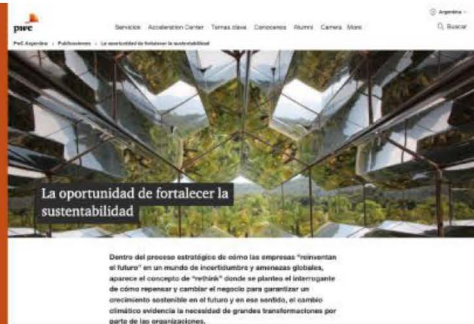 Argentina
pwc
Servicios Acceleration Center Temas clave Conócenos Alumni Carrera More
Buscar
PwC Argentina Publicaciones La oportunidad de fortalecer la sustentabilidad
La oportunidad de fortalecer la
sustentabilidad
Dentro del proceso estratégico de cómo las empresas "reinventan
el futuro" en un mundo de incertidumbre y amenazas globales,
aparece el concepto de "rethink" donde se plantea el interrogante
de cómo repensar y cambiar el negocio para garantizar un
crecimiento sostenible en el futuro y en ese sentido, el cambio
climático evidencia la necesidad de grandes transformaciones por
parte de las organizaciones.